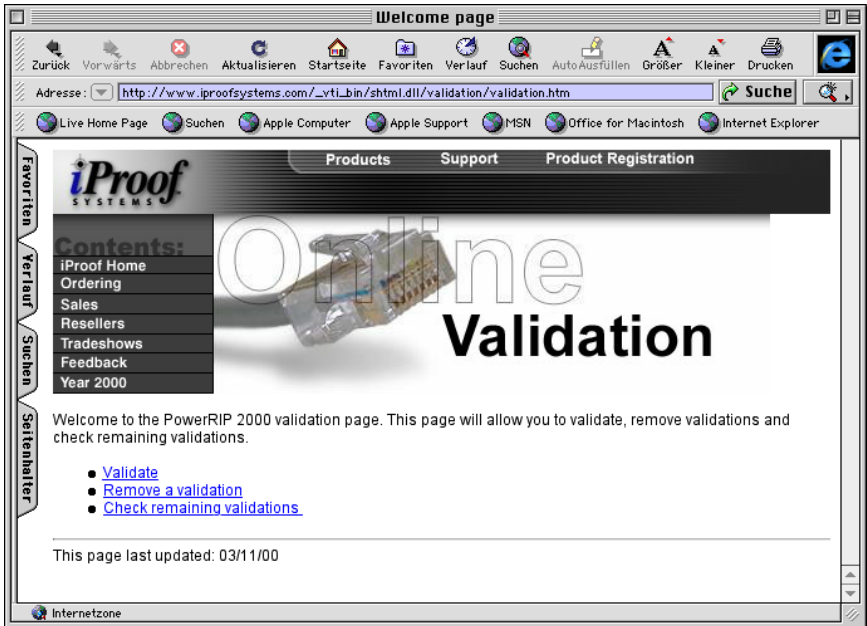 Welcome page
Zurück Vorwärts Abbrechen Aktualisieren Startseite Favoriten Verlauf Suchen AutoAusfüllen Größer Kleiner Drucken
Adresse: http://www.iproofsystems.com/_vti_bin/shtml.dll/validation/validation.htm Suche
Live Home Page Suchen Apple Computer Apple Support MSN Office for Macintosh Internet Explorer
Favoriten
Verlauf
Suchen
Seitenhalter
iProof
SYSTEMS
Products Support Product Registration
Contents:
iProof Home
Ordering
Sales
Resellers
Tradeshows
Feedback
Year 2000
Online
Validation
Welcome to the PowerRIP 2000 validation page. This page will allow you to validate, remove validations and
check remaining validations.
Validate
Remove a validation
Check remaining validations
This page last updated: 03/11/00
Internetzone